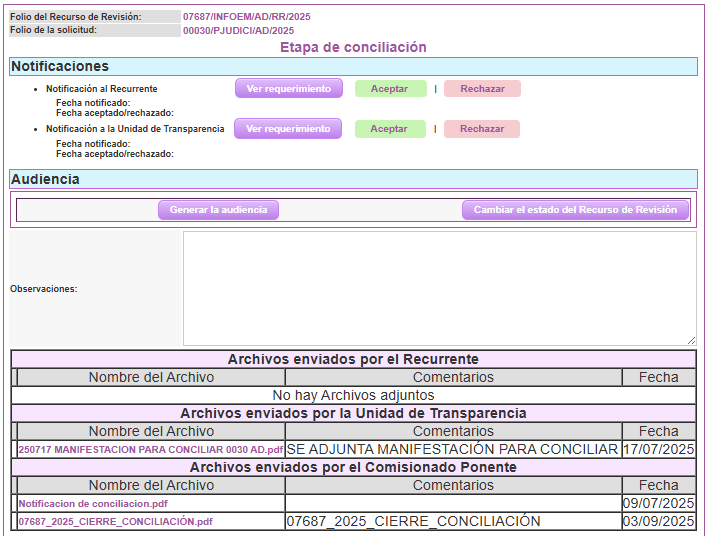 Folio del Recurso de Revisión: 07687/INFOEM/AD/RR/2025
Folio de la solicitud: 00030/PJUDICI/AD/2025
Etapa de conciliación
Notificaciones
• Notificación al Recurrente Ver requerimiento Aceptar | Rechazar
Fecha notificado:
Fecha aceptado/rechazado:
• Notificación a la Unidad de Transparencia Ver requerimiento Aceptar | Rechazar
Fecha notificado:
Fecha aceptado/rechazado:
Audiencia
Generar la audiencia Cambiar el estado del Recurso de Revisión
Observaciones:
Archivos enviados por el Recurrente
Nombre del Archivo Comentarios Fecha
No hay Archivos adjuntos
Archivos enviados por la Unidad de Transparencia
Nombre del Archivo Comentarios Fecha
250717 MANIFESTACION PARA CONCILIAR 0030 AD.pdf SE ADJUNTA MANIFESTACIÓN PARA CONCILIAR 17/07/2025
Archivos enviados por el Comisionado Ponente
Nombre del Archivo Comentarios Fecha
Notificacion de conciliacion.pdf 09/07/2025
07687_2025_CIERRE_CONCILIACIÓN.pdf 07687_2025_CIERRE_CONCILIACIÓN 03/09/2025